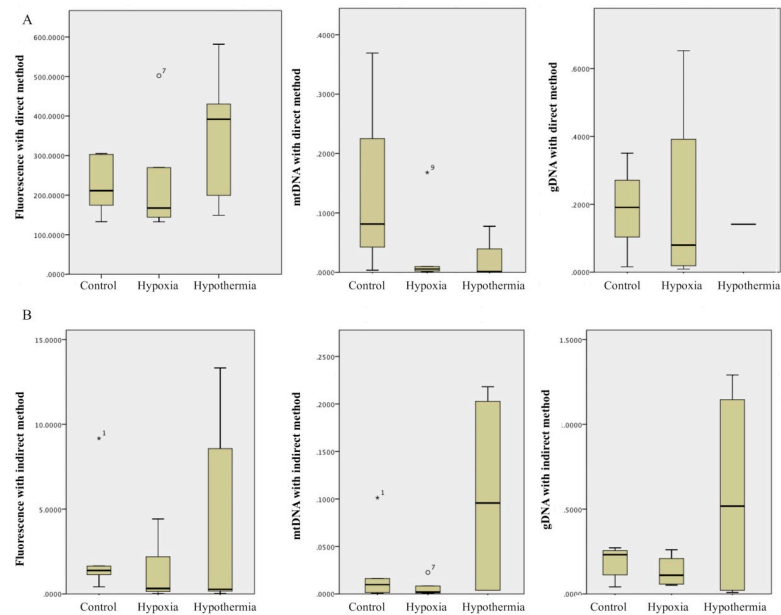 A
Fluorescence with direct method
600.0000
500.0000
400.0000
300.0000
200.0000
100.0000
.0000
7
Control Hypoxia Hypothermia
mtDNA with direct method
.4000
.3000
.2000
.1000
.0000
9
Control Hypoxia Hypothermia
gDNA with direct method
.6000
.4000
.2000
.0000
Control Hypoxia Hypothermia
B
Fluorescence with indirect method
15.0000
10.0000
5.0000
.0000
1
Control Hypoxia Hypothermia
mtDNA with indirect method
.2500
.2000
.1500
.1000
.0500
.0000
1
7
Control Hypoxia Hypothermia
gDNA with indirect method
1.5000
.0000
.5000
.0000
Control Hypoxia Hypothermia